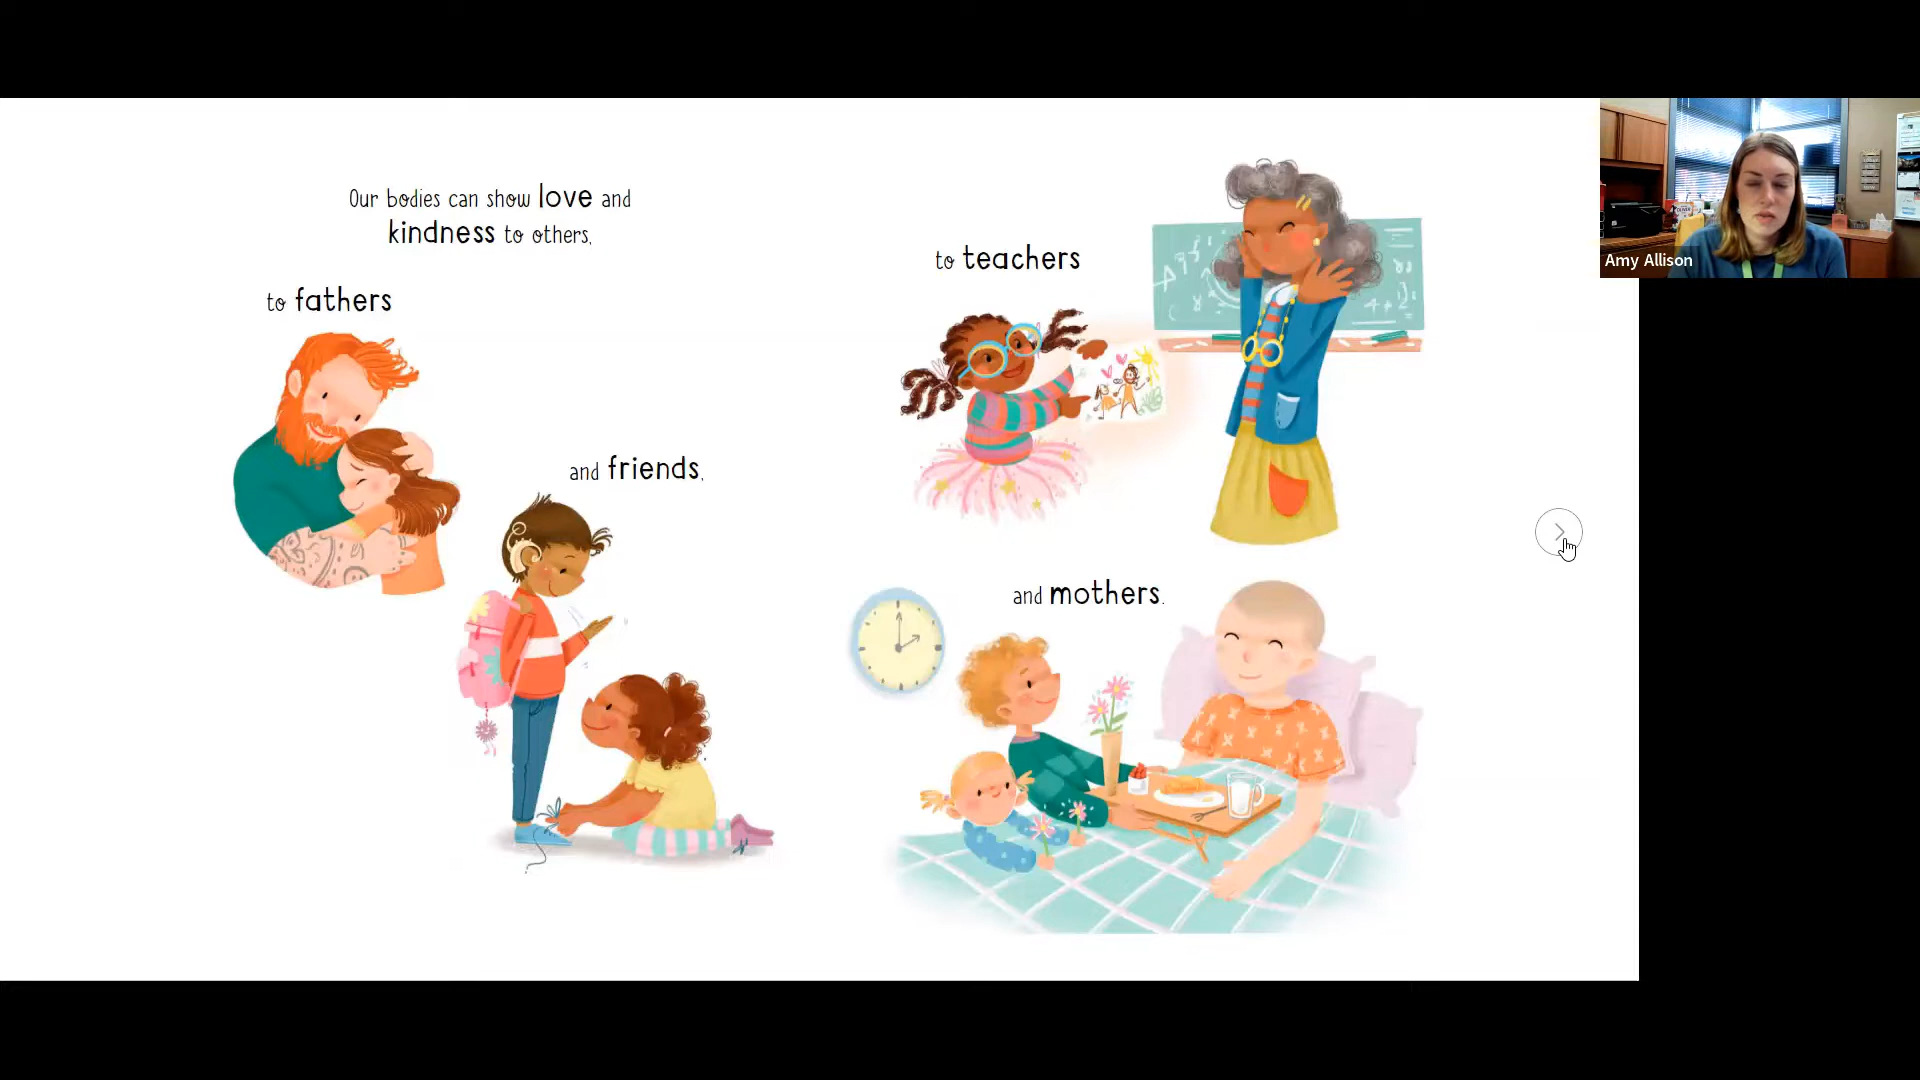 Our bodies can show love and
kindness to others,
to fathers
and friends,
to teachers
and mothers.
Amy Allison